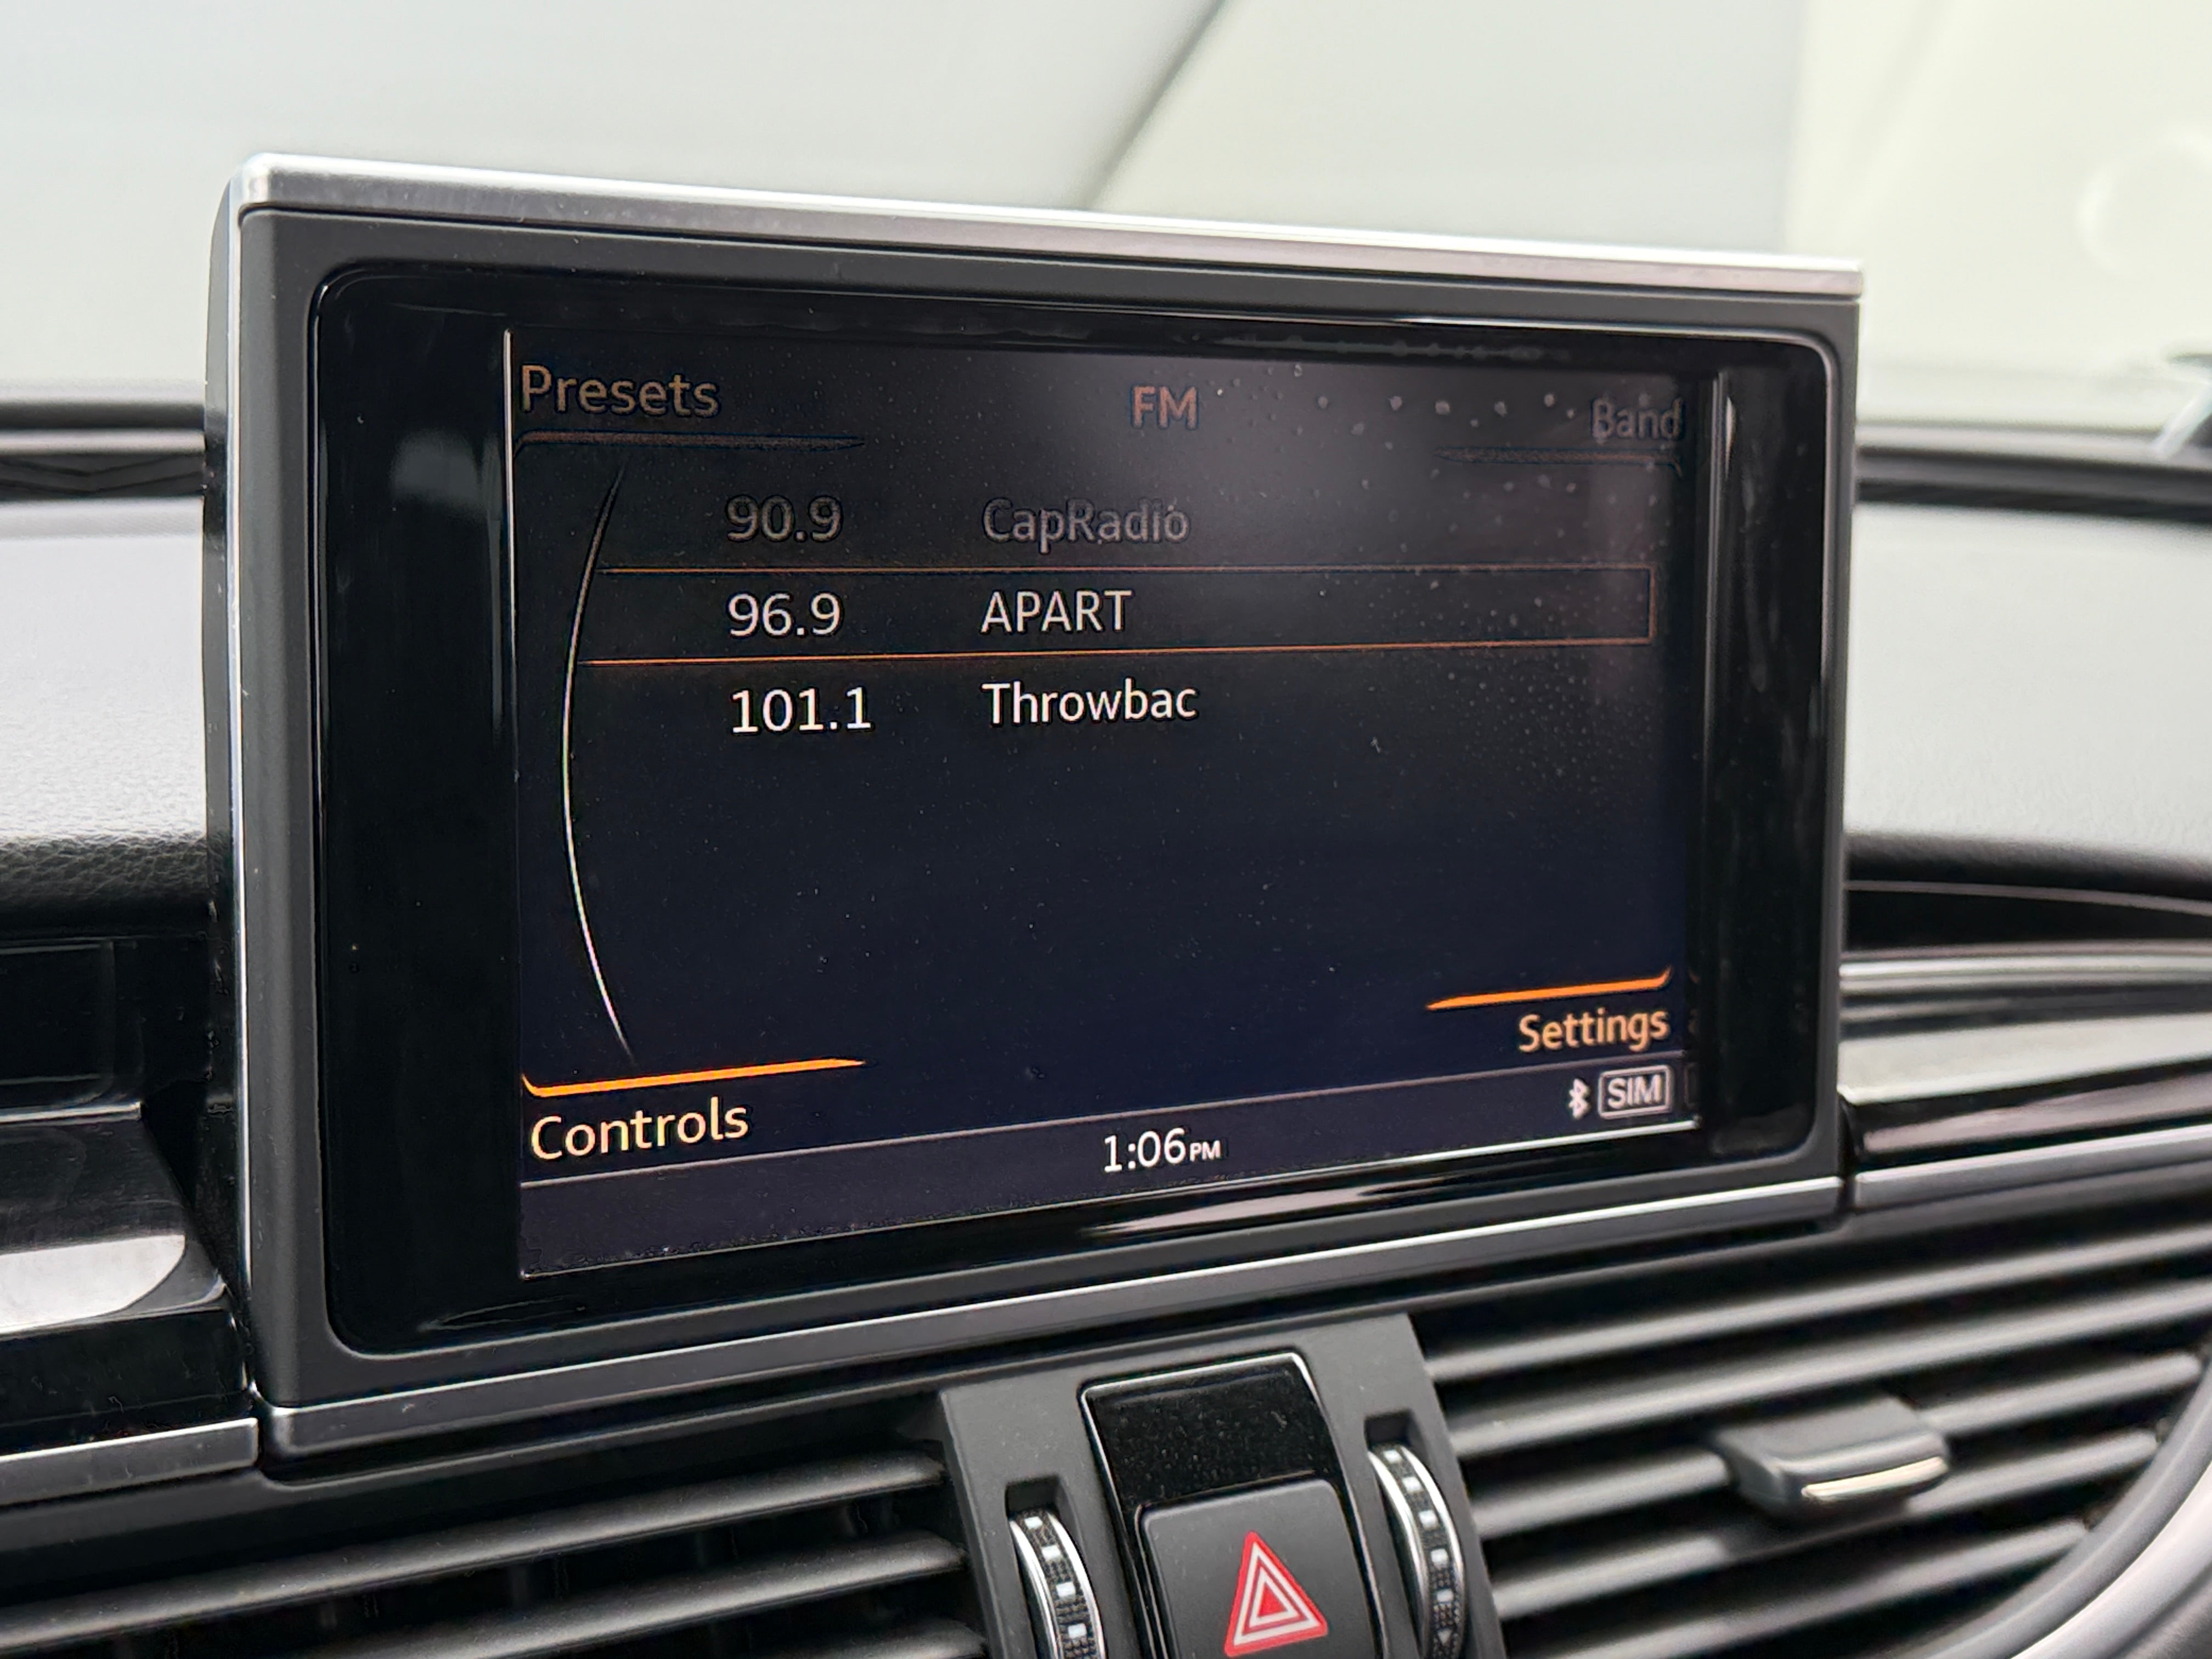 Presets FM Band
90.9 CapRadio
96.9 APART
101.1 Throwbac
Settings
Controls
1:06PM SIM